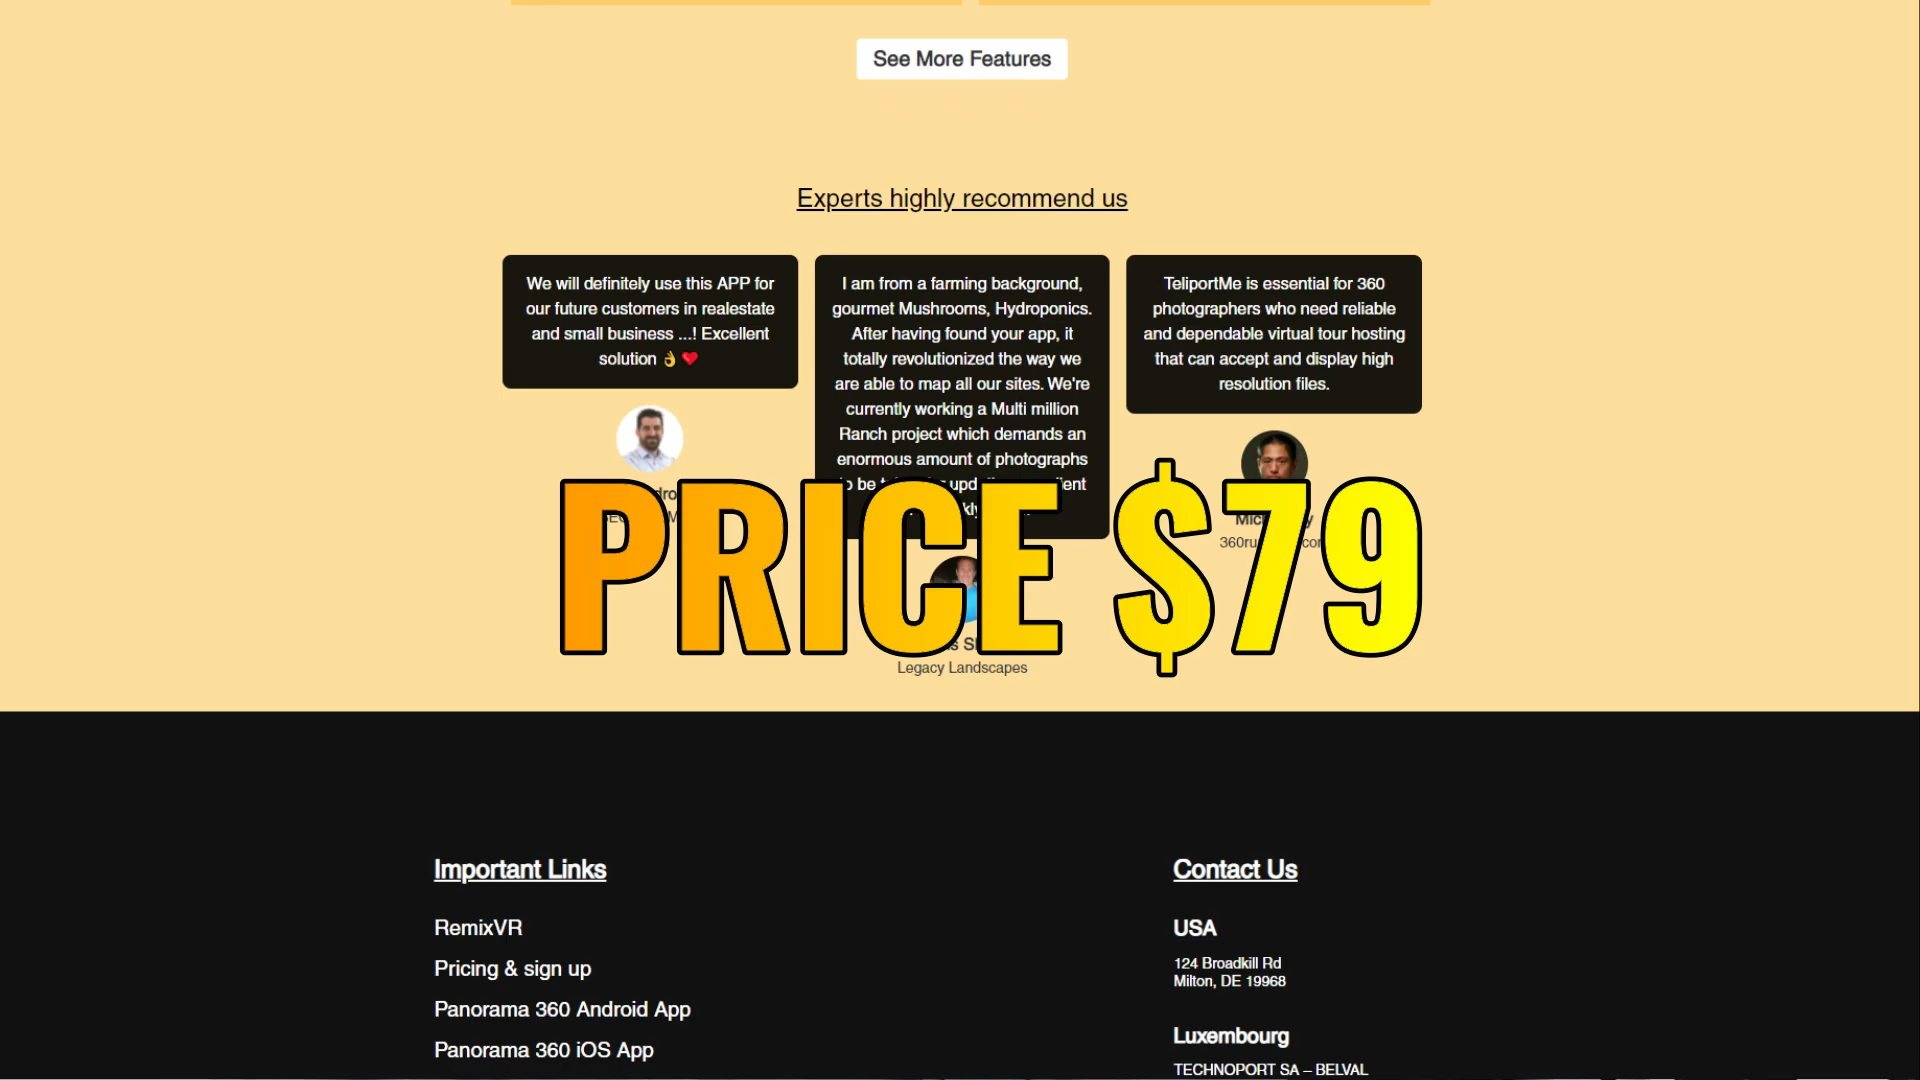 See More Features
Experts highly recommend us
We will definitely use this APP for
our future customers in realestate
and small business ...! Excellent
solution 👌❤️
I am from a farming background,
gourmet Mushrooms, Hydroponics.
After having found your app, it
totally revolutionized the way we
are able to map all our sites. We're
currently working a Multi million
Ranch project which demands an
enormous amount of photographs
be
TeliportMe is essential for 360
photographers who need reliable
and dependable virtual tour hosting
that can accept and display high
resolution files.
PRICE $79
Legacy Landscapes
Important Links
RemixVR
Pricing & sign up
Panorama 360 Android App
Panorama 360 iOS App
Contact Us
USA
124 Broadkill Rd
Milton, DE 19968
Luxembourg
TECHNOPORT SA – BELVAL